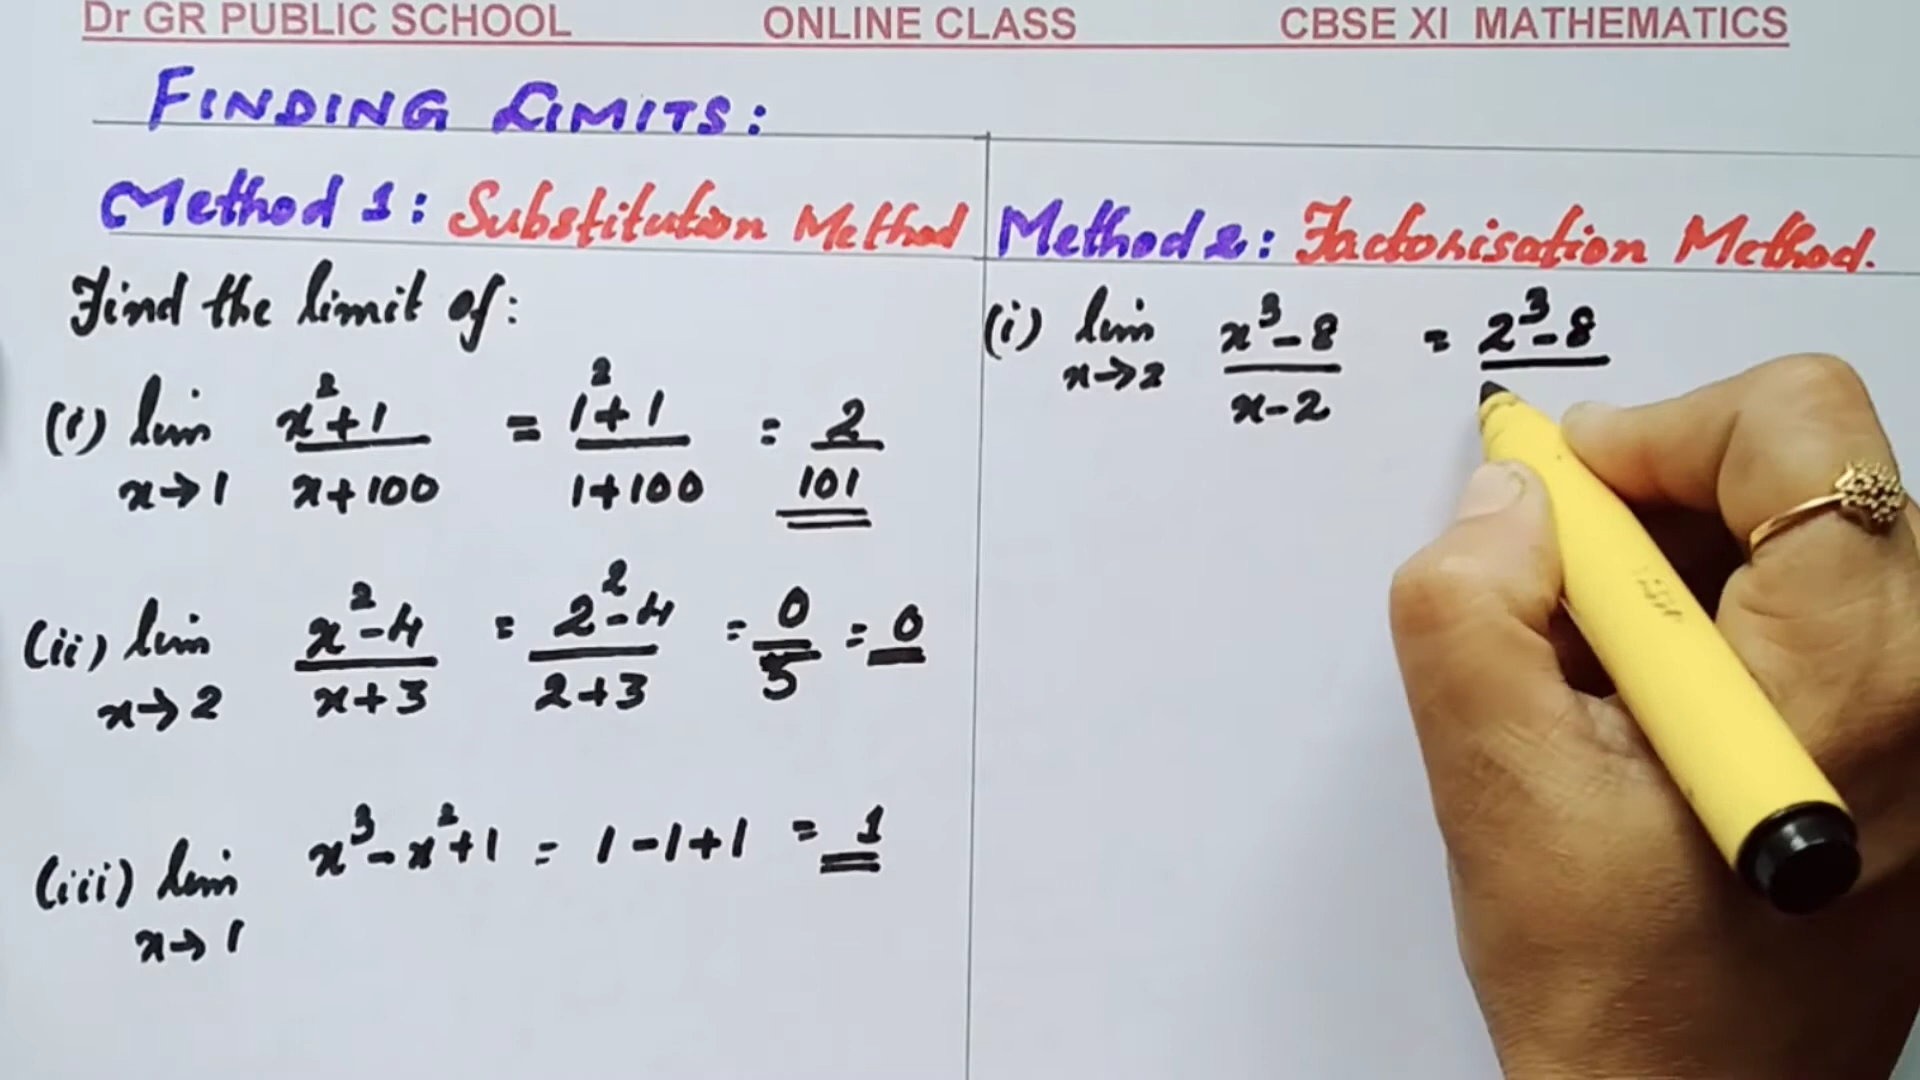 Dr GR PUBLIC SCHOOL ONLINE CLASS CBSE XI MATHEMATICS
FINDING LIMITS:
Method 1: Substitution Method
Find the limit of:
(i) lim x→1 x²+1 / x+100 = 1²+1 / 1+100 = 2 / 101
(ii) lim x→2 x²-4 / x+3 = 2²-4 / 2+3 = 0 / 5 = 0
(iii) lim x→1 x³-x²+1 = 1-1+1 = 1
Method 2: Factorisation Method.
(i) lim x→2 x³-8 / x-2 = 2³-8